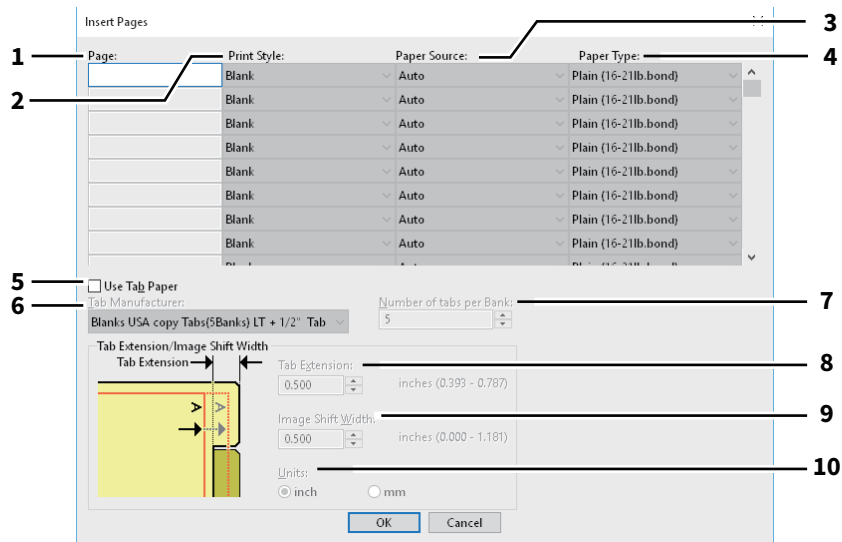 Insert Pages
3
1 Page: Print Style: Paper Source: Paper Type: 4
2 Blank Auto Plain (16-21lb.bond)
Blank Auto Plain (16-21lb.bond)
Blank Auto Plain (16-21lb.bond)
Blank Auto Plain (16-21lb.bond)
Blank Auto Plain (16-21lb.bond)
Blank Auto Plain (16-21lb.bond)
Blank Auto Plain (16-21lb.bond)
Blank Auto Plain (16-21lb.bond)
5 Use Tab Paper
6 Tab Manufacturer: Number of tabs per Bank: 7
Blanks USA copy Tabs(5Banks) LT + 1/2" Tab 5
Tab Extension/Image Shift Width
Tab Extension Tab Extension: 8
0.500 inches (0.393 - 0.787)
A A
Image Shift Width: 9
0.500 inches (0.000 - 1.181)
Units: 10
inch mm
OK Cancel